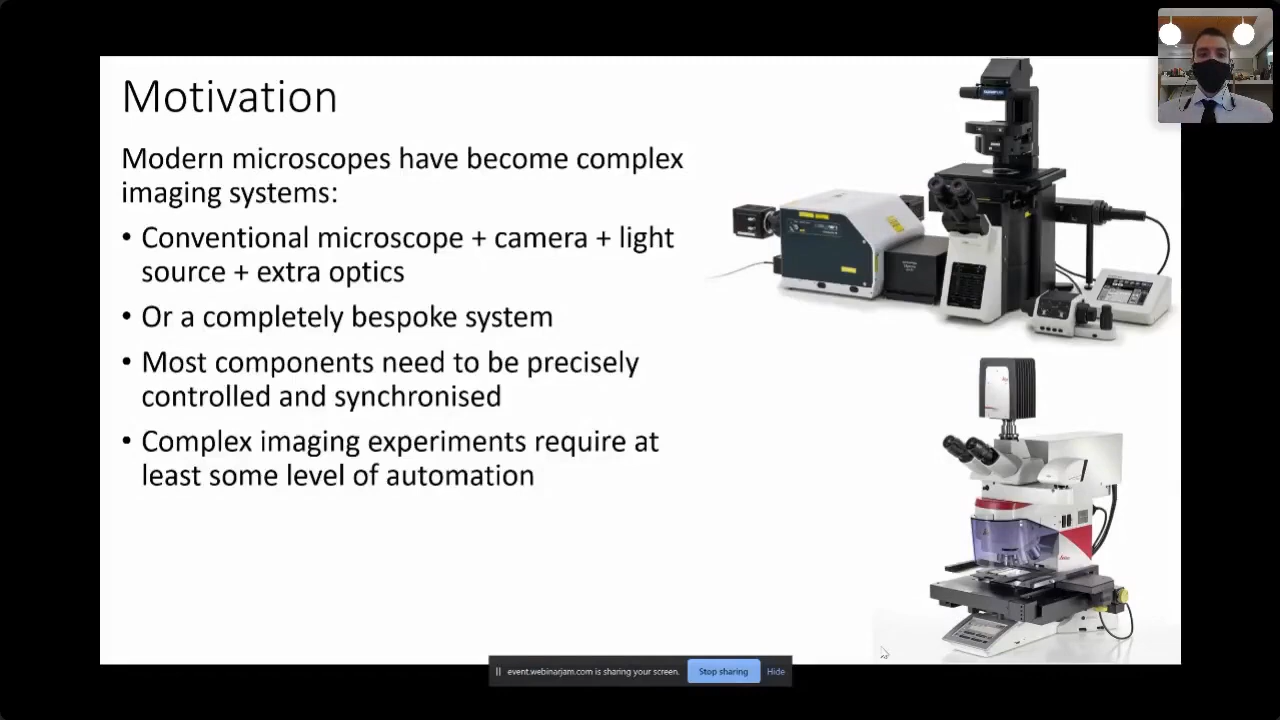 Motivation
Modern microscopes have become complex
imaging systems:
• Conventional microscope + camera + light
source + extra optics
• Or a completely bespoke system
• Most components need to be precisely
controlled and synchronised
• Complex imaging experiments require at
least some level of automation
event.webinarjam.com is sharing your screen.
Stop sharing
Hide